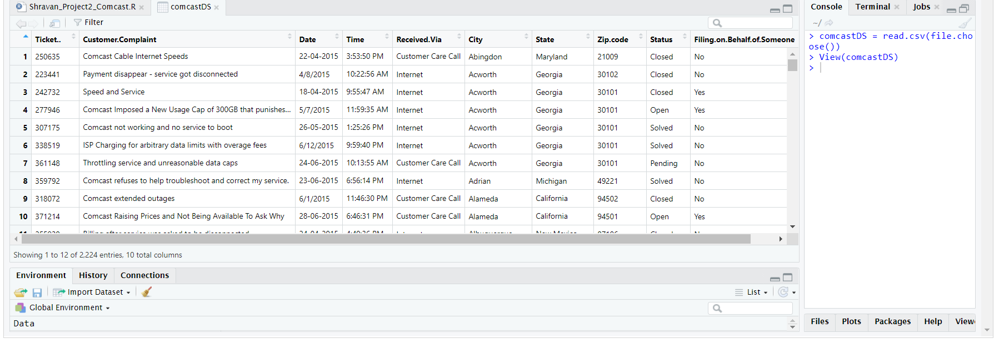 Shravan_Project2_Comcast.R
comcastDS
Filter
Ticket.. Customer.Complaint Date Time Received.Via City State Zip.code Status Filing.on.Behalf.of.Someone
1 250635 Comcast Cable Internet Speeds 22-04-2015 3:53:50 PM Customer Care Call Abingdon Maryland 21009 Closed No
2 223441 Payment disappear - service got disconnected 4/8/2015 10:22:56 AM Internet Acworth Georgia 30102 Closed No
3 242732 Speed and Service 18-04-2015 9:55:47 AM Internet Acworth Georgia 30101 Closed Yes
4 277946 Comcast Imposed a New Usage Cap of 300GB that punishes... 5/7/2015 11:59:35 AM Internet Acworth Georgia 30101 Open Yes
5 307175 Comcast not working and no service to boot 26-05-2015 1:25:26 PM Internet Acworth Georgia 30101 Solved No
6 338519 ISP Charging for arbitrary data limits with overage fees 6/12/2015 9:59:40 PM Internet Acworth Georgia 30101 Solved No
7 361148 Throttling service and unreasonable data caps 24-06-2015 10:13:55 AM Customer Care Call Acworth Georgia 30101 Pending No
8 359792 Comcast refuses to help troubleshoot and correct my service. 23-06-2015 6:56:14 PM Internet Adrian Michigan 49221 Solved No
9 318072 Comcast extended outages 6/1/2015 11:46:30 PM Customer Care Call Alameda California 94502 Closed No
10 371214 Comcast Raising Prices and Not Being Available To Ask Why 28-06-2015 6:46:31 PM Customer Care Call Alameda California 94501 Open Yes
Showing 1 to 12 of 2,224 entries, 10 total columns
Environment History Connections
Import Dataset List
Global Environment
Data
Console Terminal Jobs
~/
> comcastDS = read.csv(file.cho
ose())
> View(comcastDS)
>
Files Plots Packages Help View